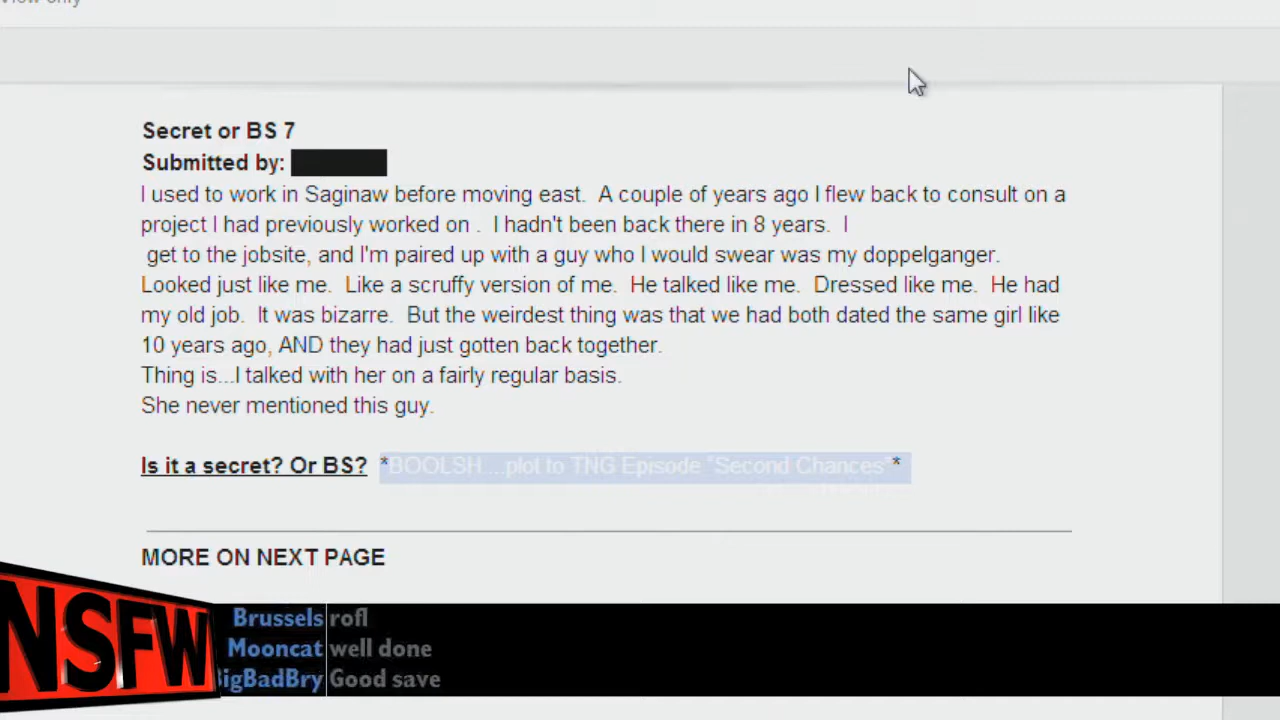 View only
Secret or BS 7
Submitted by:
I used to work in Saginaw before moving east. A couple of years ago I flew back to consult on a
project I had previously worked on . I hadn't been back there in 8 years. I
get to the jobsite, and I'm paired up with a guy who I would swear was my doppelganger.
Looked just like me. Like a scruffy version of me. He talked like me. Dressed like me. He had
my old job. It was bizarre. But the weirdest thing was that we had both dated the same girl like
10 years ago, AND they had just gotten back together.
Thing is...I talked with her on a fairly regular basis.
She never mentioned this guy.
Is it a secret? Or BS? *BOOLSH ...plot to TNG Episode "Second Chances"*
MORE ON NEXT PAGE
NSFW
Brussels rofl
Mooncat well done
BigBadBry Good save